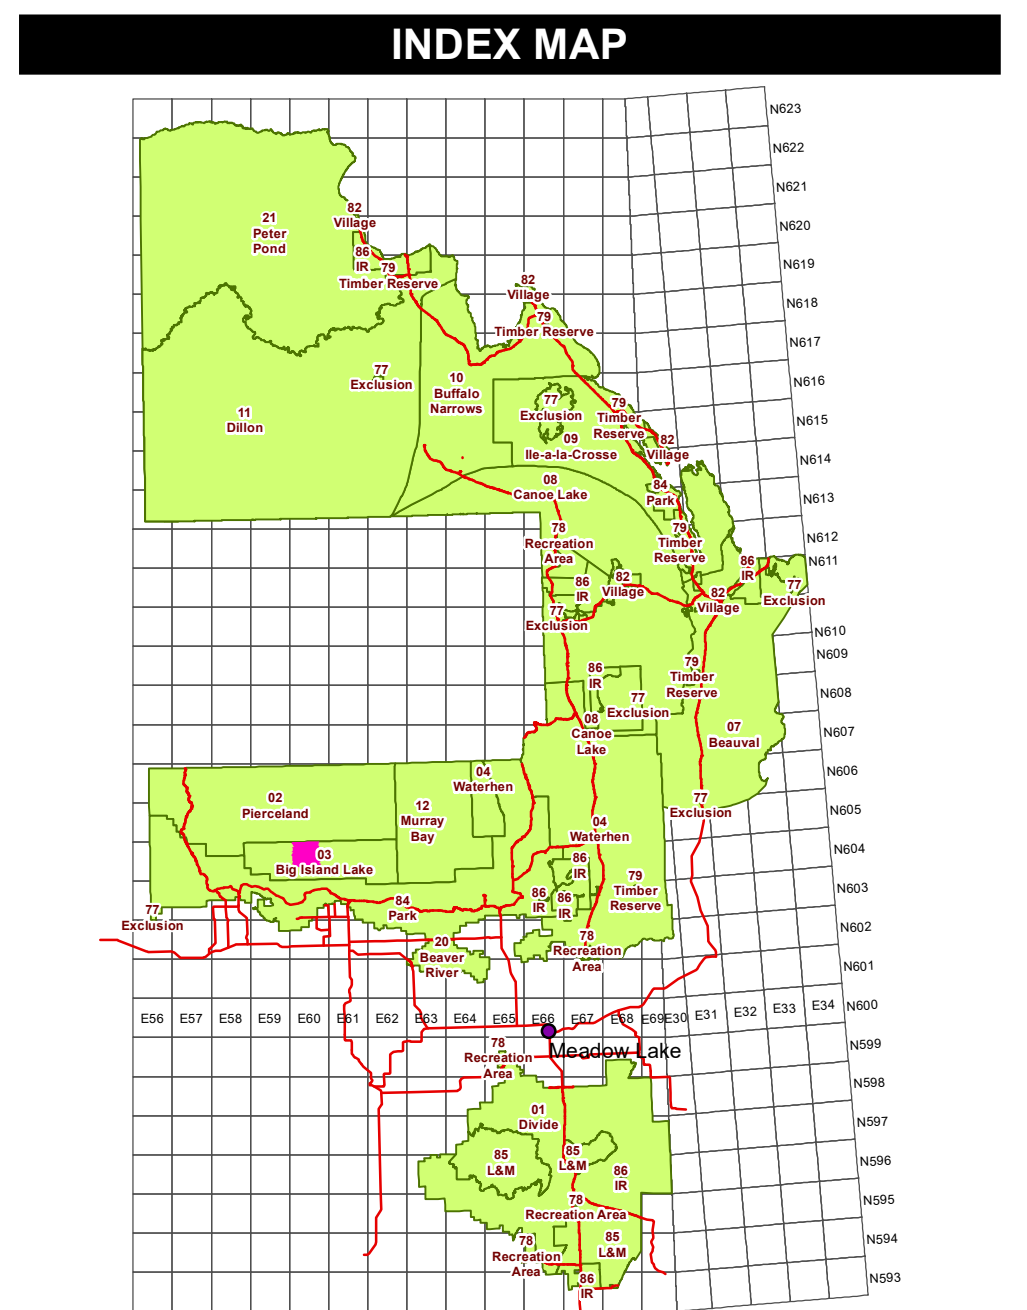 INDEX MAP
N623
N622
N621
N620
N619
N618
N617
N616
N615
N614
N613
N612
N611
N610
N609
N608
N607
N606
N605
N604
N603
N602
N601
N600
N599
N598
N597
N596
N595
N594
N593
82
Village
21
Peter
Pond
86
IR
79
Timber Reserve
82
Village
79
Timber Reserve
77
Exclusion
10
Buffalo
Narrows
11
Dillon
77
Exclusion
79
Timber
Reserve
09
Ile-a-la-Crosse
82
Village
08
Canoe Lake
84
Park
78
Recreation
Area
79
Timber
Reserve
86
IR
82
Village
86
IR
77
Exclusion
82
Village
77
Exclusion
86
IR
79
Timber
Reserve
77
Exclusion
08
Canoe
Lake
07
Beauval
04
Waterhen
02
Pierceland
12
Murray
Bay
77
Exclusion
04
Waterhen
03
Big Island Lake
86
IR
79
Timber
Reserve
86
IR
86
IR
84
Park
77
Exclusion
20
Beaver
River
78
Recreation
Area
E56 E57 E58 E59 E60 E61 E62 E63 E64 E65 E66 E67 E68 E69 E30 E31 E32 E33 E34
Meadow Lake
78
Recreation
Area
01
Divide
85
L&M
85
L&M
86
IR
78
Recreation Area
78
Recreation
Area
85
L&M
86
IR